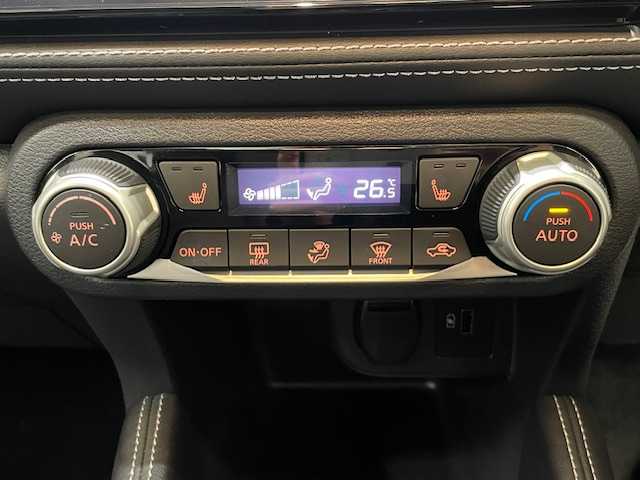 26.5 °C
PUSH
A/C
PUSH
AUTO
ON·OFF
REAR
FRONT